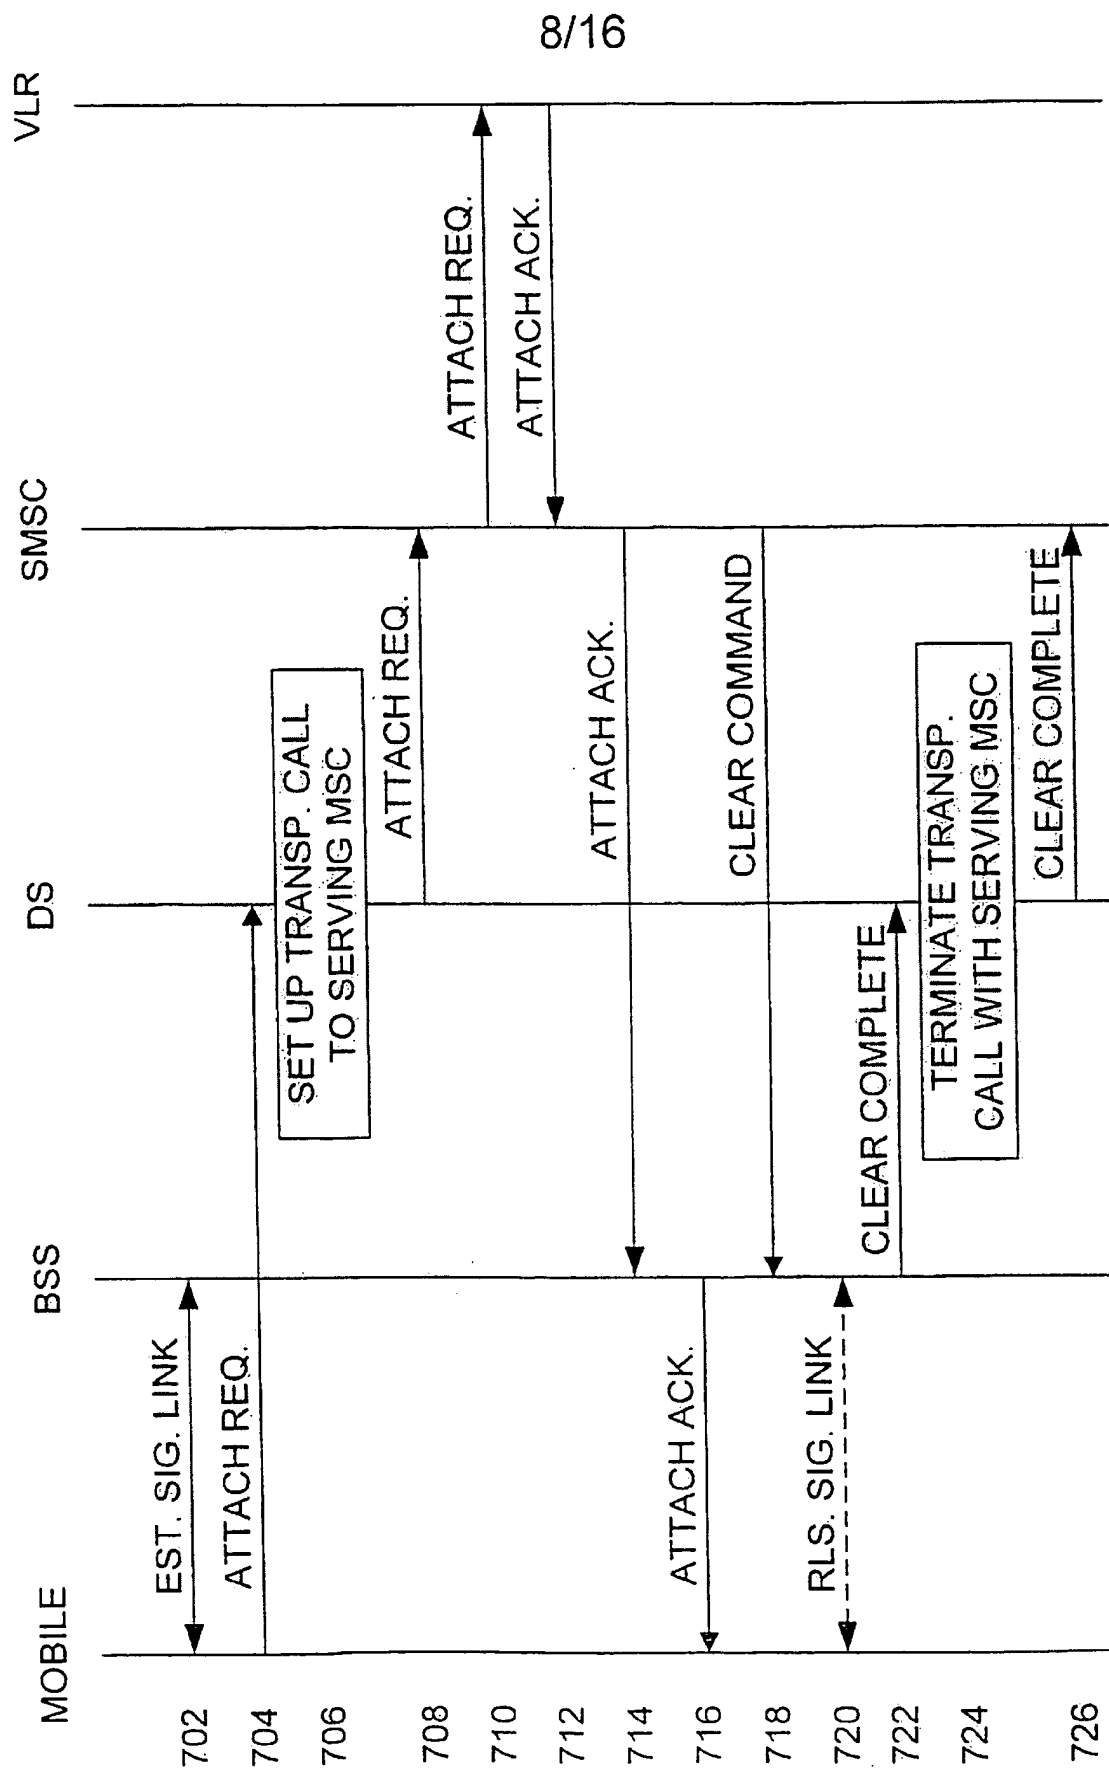 8/16
MOBILE
BSS
DS
SMSC
VLR
702
EST. SIG. LINK
704
ATTACH REQ.
706
SET UP TRANSP. CALL
TO SERVING MSC
708
ATTACH REQ.
710
ATTACH REQ.
712
ATTACH ACK.
714
ATTACH ACK.
716
ATTACH ACK.
718
CLEAR COMMAND
720
RLS. SIG. LINK
722
CLEAR COMPLETE
724
TERMINATE TRANSP.
CALL WITH SERVING MSC
726
CLEAR COMPLETE